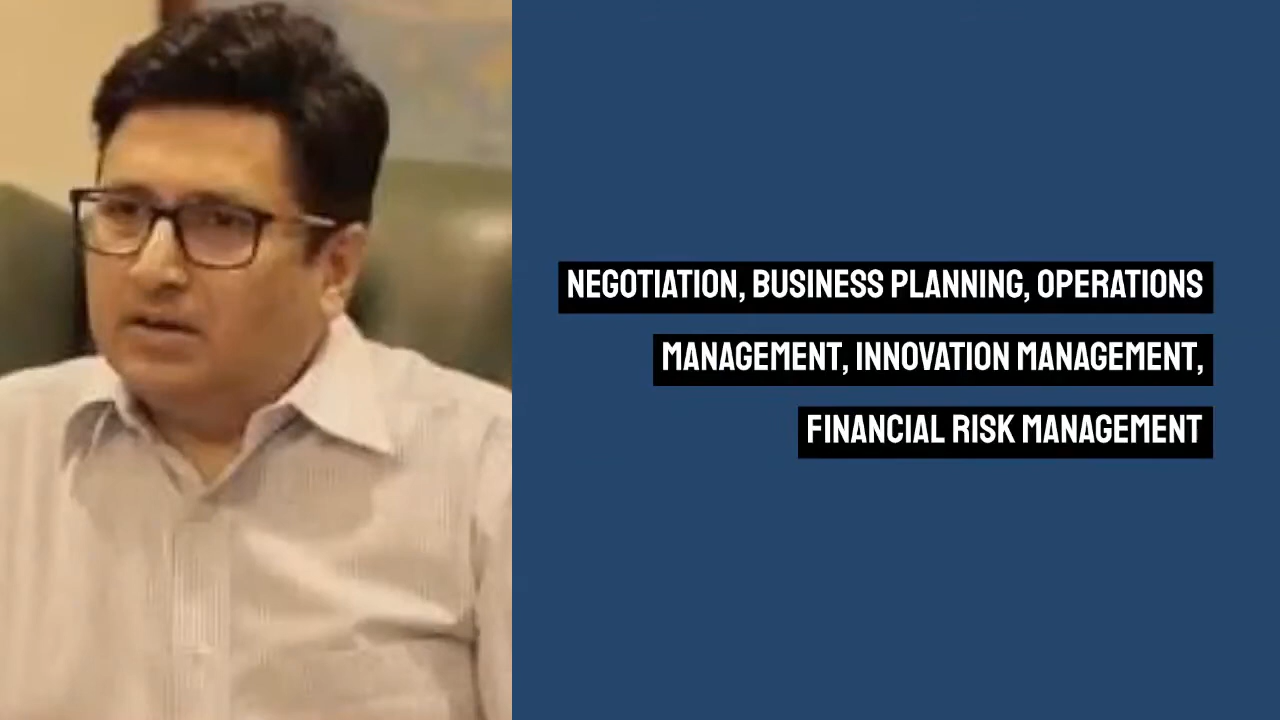 NEGOTIATION, BUSINESS PLANNING, OPERATIONS
MANAGEMENT, INNOVATION MANAGEMENT,
FINANCIAL RISK MANAGEMENT